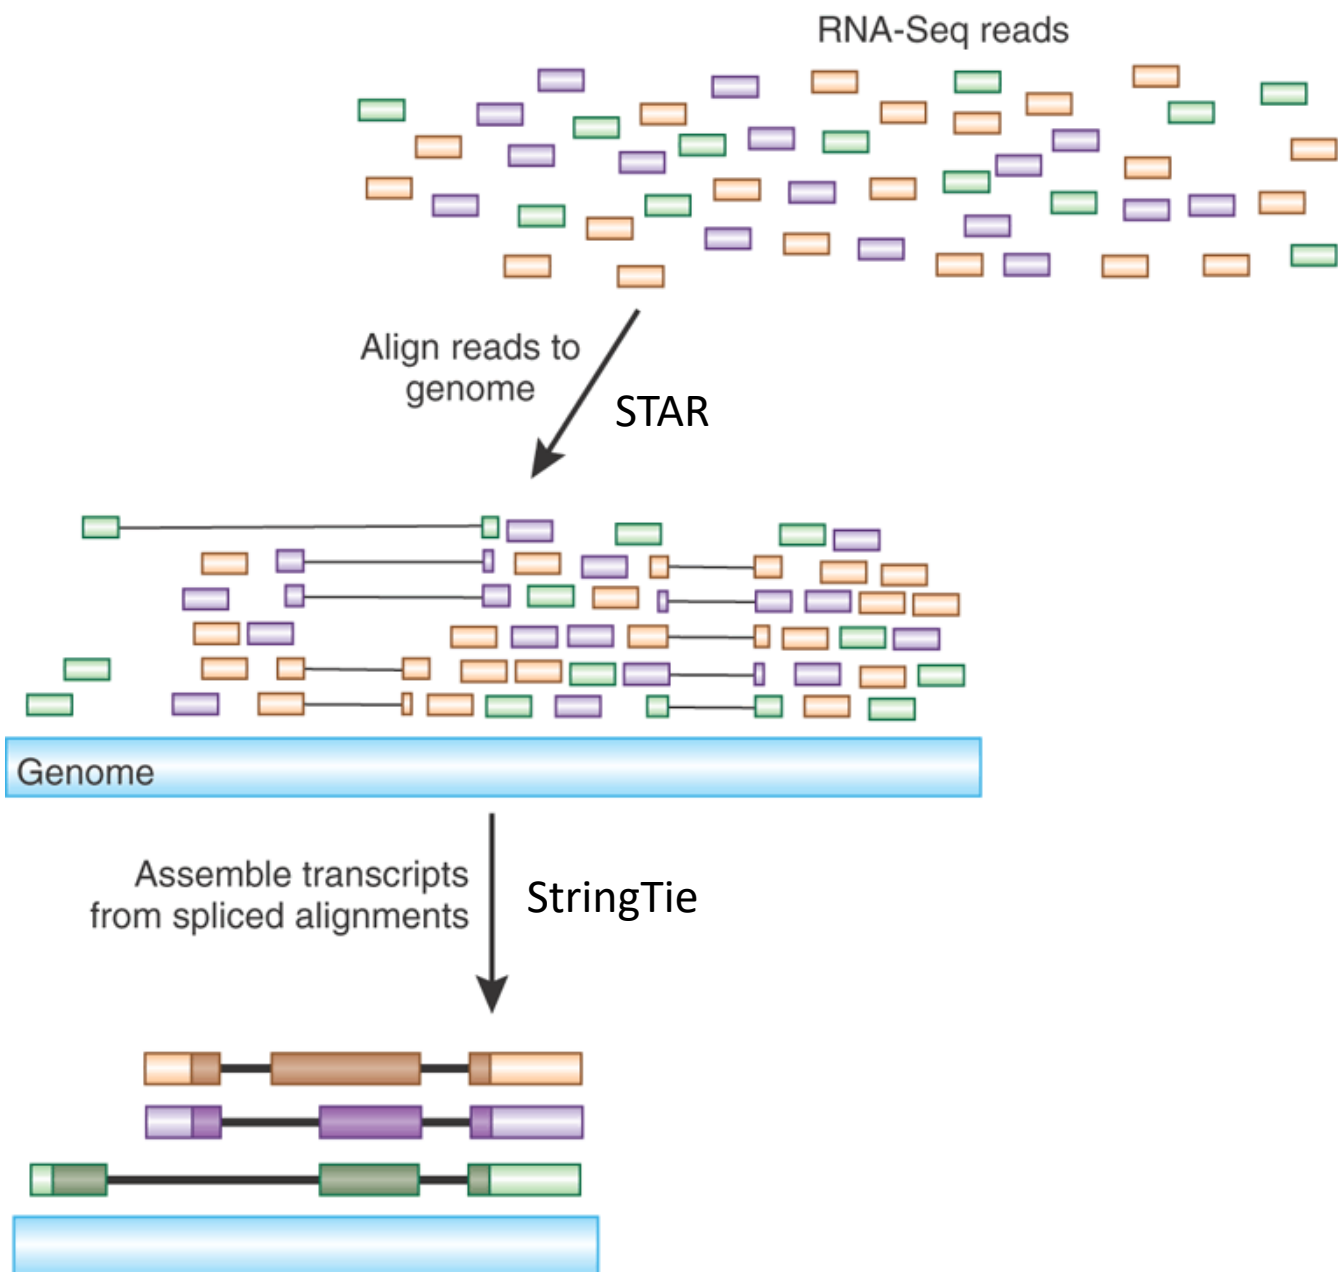 RNA-Seq reads
Align reads to
genome
STAR
Genome
Assemble transcripts
from spliced alignments
StringTie